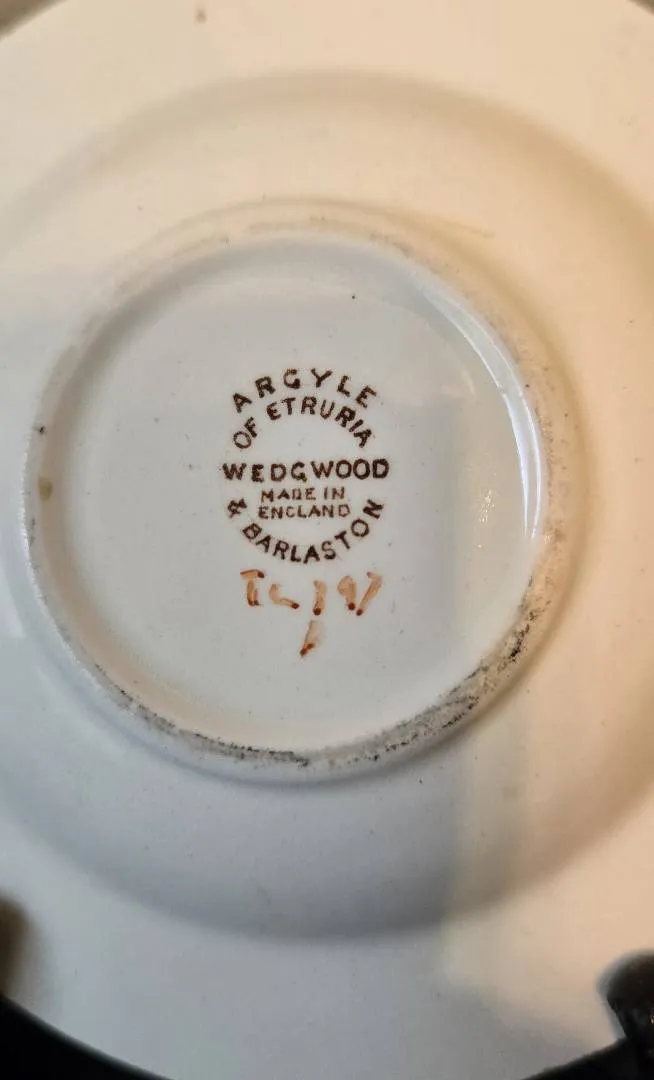 ARGYLE
OF ETRURIA
WEDGWOOD
MADE IN
ENGLAND
& BARLASTON